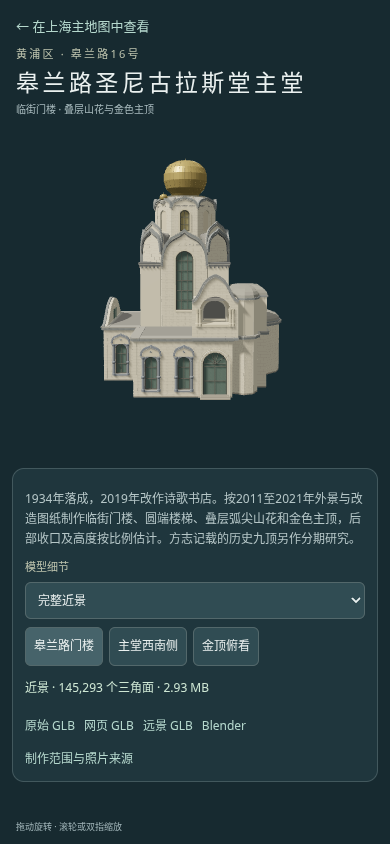 ← 在上海主地图中查看
黄浦区 · 皋兰路16号
皋兰路圣尼古拉斯堂主堂
临街门楼 · 叠层山花与金色主顶
1934年落成，2019年改作诗歌书店。按2011至2021年外景与改
造图纸制作临街门楼、圆端楼梯、叠层弧尖山花和金色主顶，后
部收口及高度按比例估计。方志记载的历史九顶另作分期研究。
模型细节
完整近景
皋兰路门楼 主堂西南侧 金顶俯看
近景 · 145,293 个三角面 · 2.93 MB
原始 GLB 网页 GLB 远景 GLB Blender
制作范围与照片来源
拖动旋转 · 滚轮或双指缩放